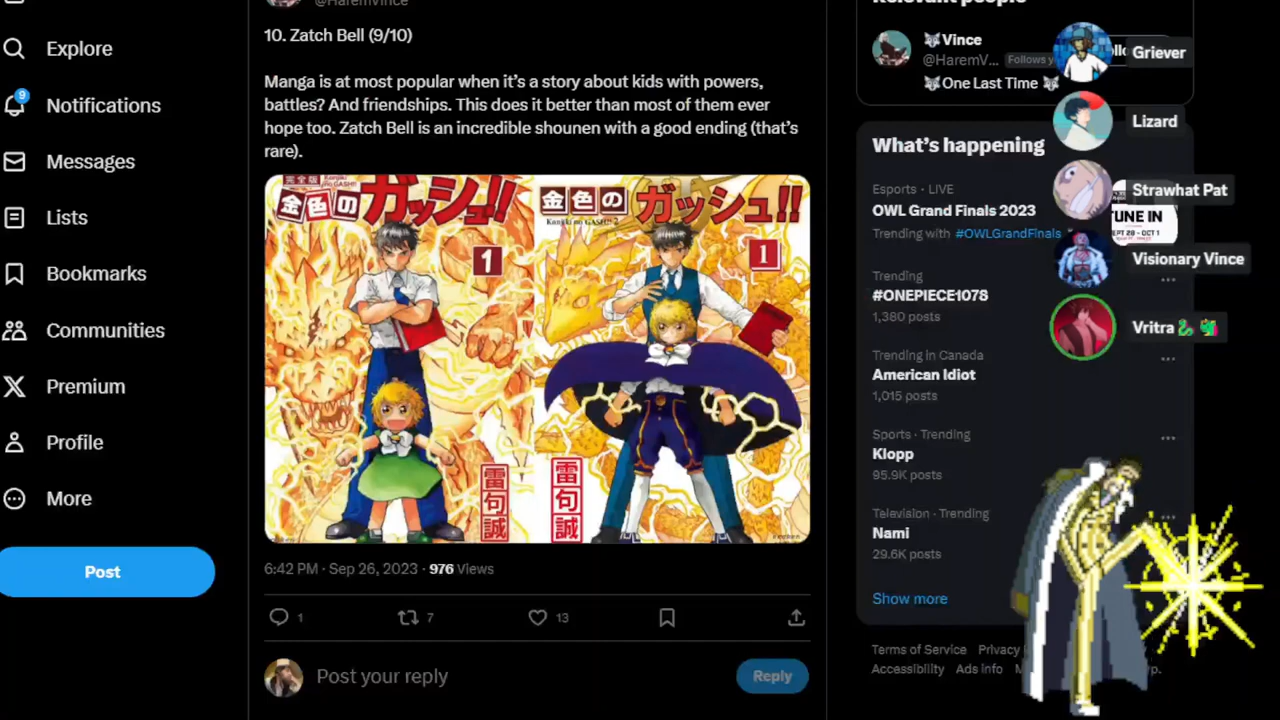 Explore
9
Notifications
Messages
Lists
Bookmarks
Communities
Premium
Profile
More
Post
@HaremVince
10. Zatch Bell (9/10)
Manga is at most popular when it's a story about kids with powers,
battles? And friendships. This does it better than most of them ever
hope too. Zatch Bell is an incredible shounen with a good ending (that's
rare).
完全版
金色のガッシュ!!
1
雷句誠
金色のガッシュ!!
1
雷句誠
6:42 PM · Sep 26, 2023 · 976 Views
1
7
13
Post your reply
Reply
Relevant people
🐺Vince
@HaremV... Follows y
🐺One Last Time 🐺
What's happening
Esports · LIVE
OWL Grand Finals 2023
Trending with #OWLGrandFinals
TUNE IN
SEPT 28 - OCT 1
Trending
#ONEPIECE1078
1,380 posts
Trending in Canada
American Idiot
1,015 posts
Sports · Trending
Klopp
95.9K posts
Television · Trending
Nami
29.6K posts
Show more
Terms of Service Privacy
Accessibility Ads info
Griever
Lizard
Strawhat Pat
Visionary Vince
Vritra 🐍 🐲